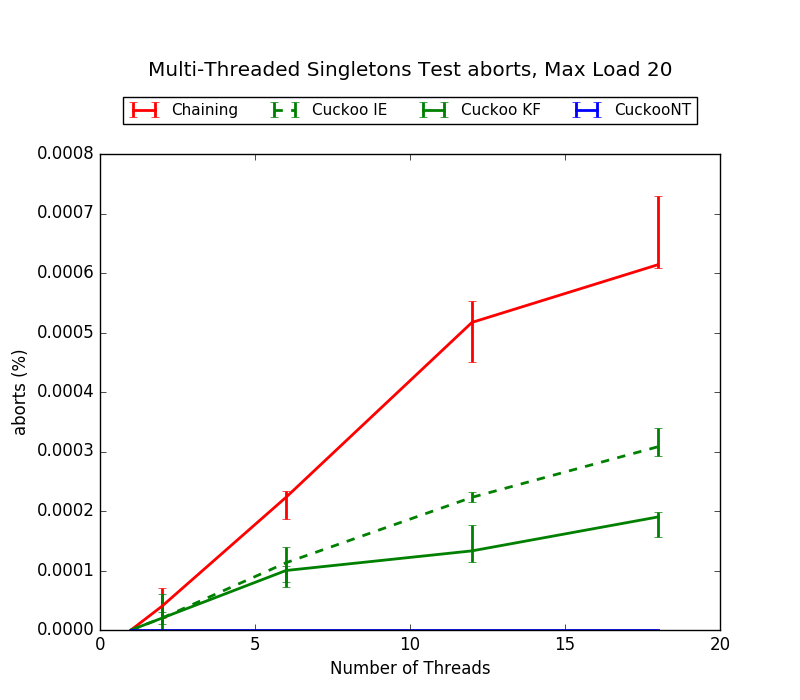 Multi-Threaded Singletons Test aborts, Max Load 20
Chaining Cuckoo IE Cuckoo KF CuckooNT
0.0008
0.0007
0.0006
0.0005
0.0004
0.0003
0.0002
0.0001
0.0000
aborts (%)
0 5 10 15 20
Number of Threads